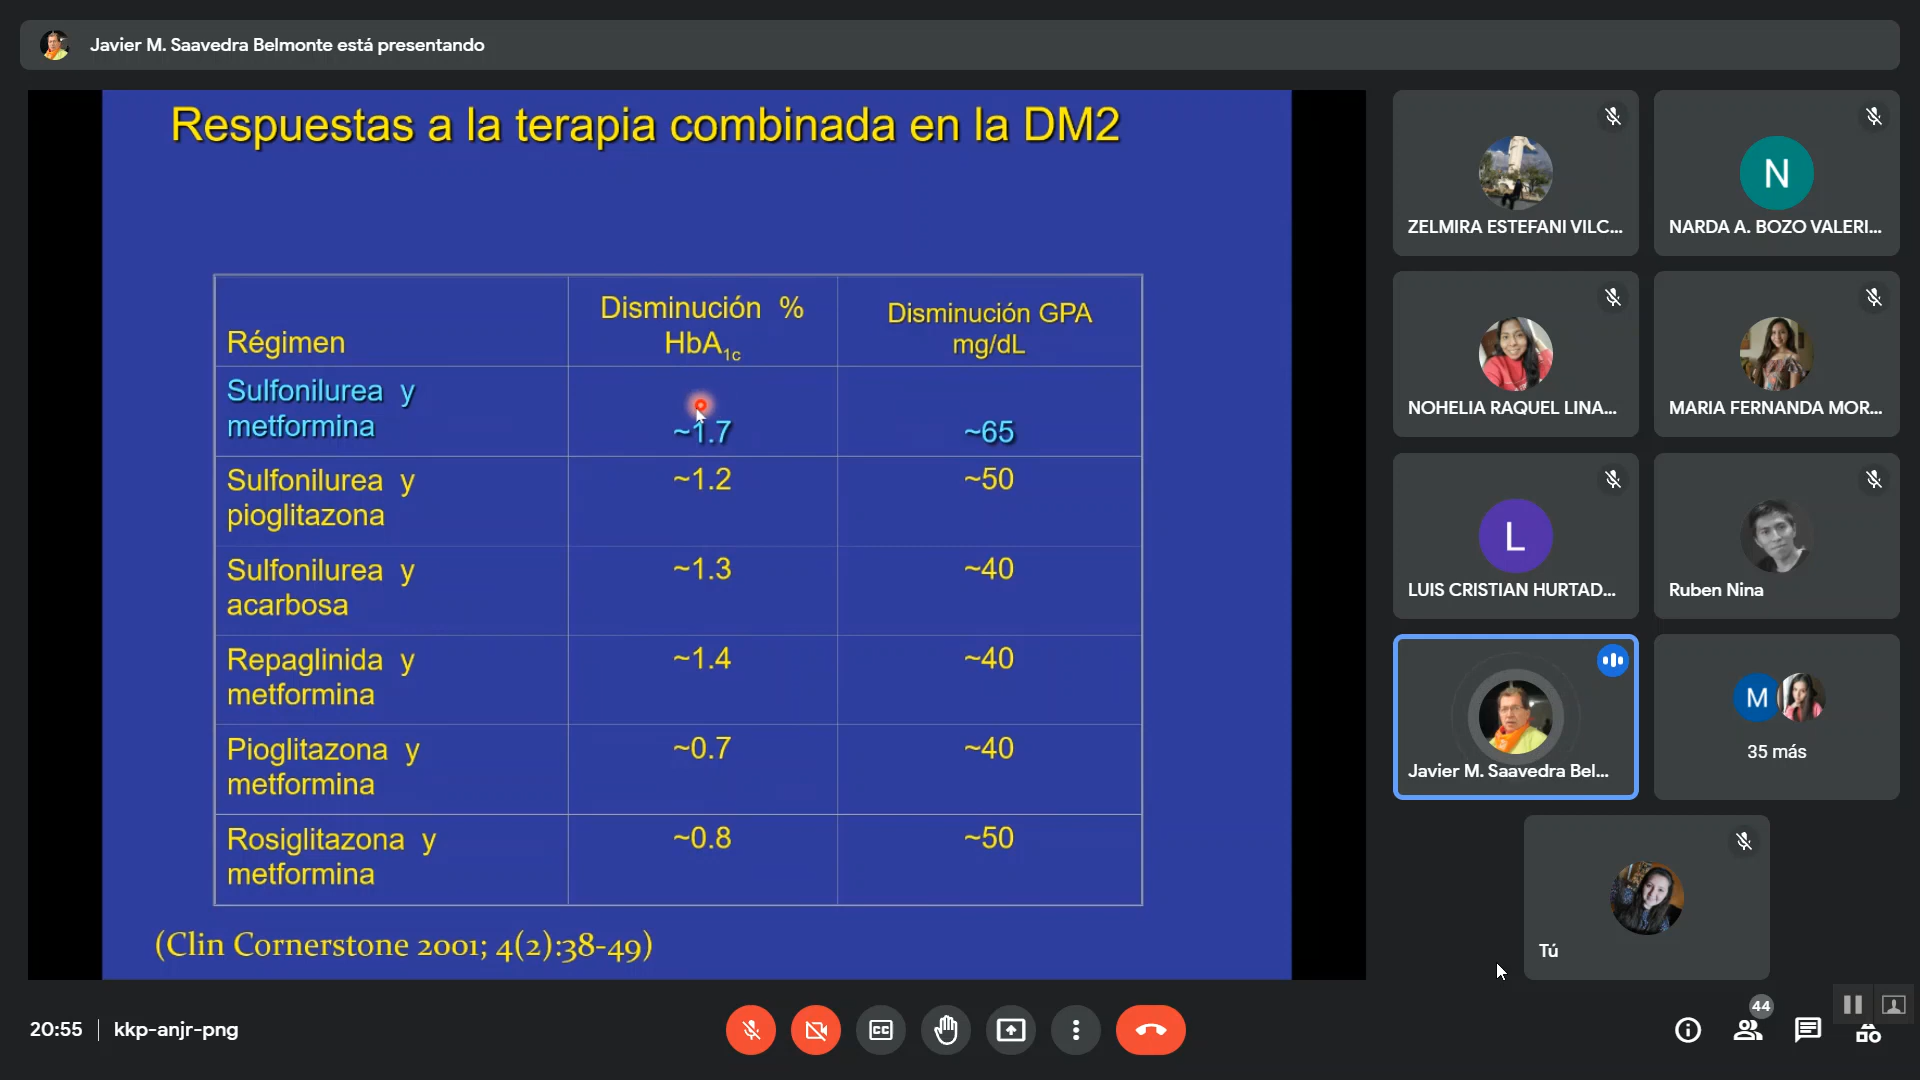 Javier M. Saavedra Belmonte está presentando
Respuestas a la terapia combinada en la DM2
Régimen
Disminución %
HbA1c
Disminución GPA
mg/dL
Sulfonilurea y
metformina
~1.7
~65
Sulfonilurea y
pioglitazona
~1.2
~50
Sulfonilurea y
acarbosa
~1.3
~40
Repaglinida y
metformina
~1.4
~40
Pioglitazona y
metformina
~0.7
~40
Rosiglitazona y
metformina
~0.8
~50
(Clin Cornerstone 2001; 4(2):38-49)
ZELMIRA ESTEFANI VILC...
N
NARDA A. BOZO VALERI...
NOHELIA RAQUEL LINA...
MARIA FERNANDA MOR...
L
LUIS CRISTIAN HURTAD...
Ruben Nina
Javier M. Saavedra Bel...
M
35 más
Tú
20:55
kkp-anjr-png
CC
44